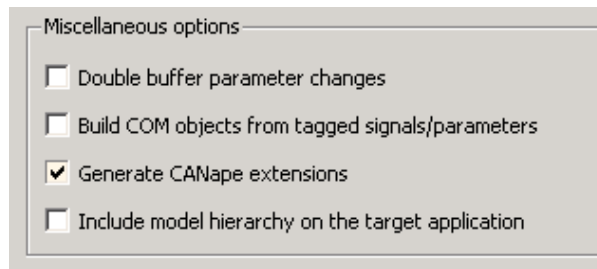 Miscellaneous options
Double buffer parameter changes
Build COM objects from tagged signals/parameters
Generate CANape extensions
Include model hierarchy on the target application